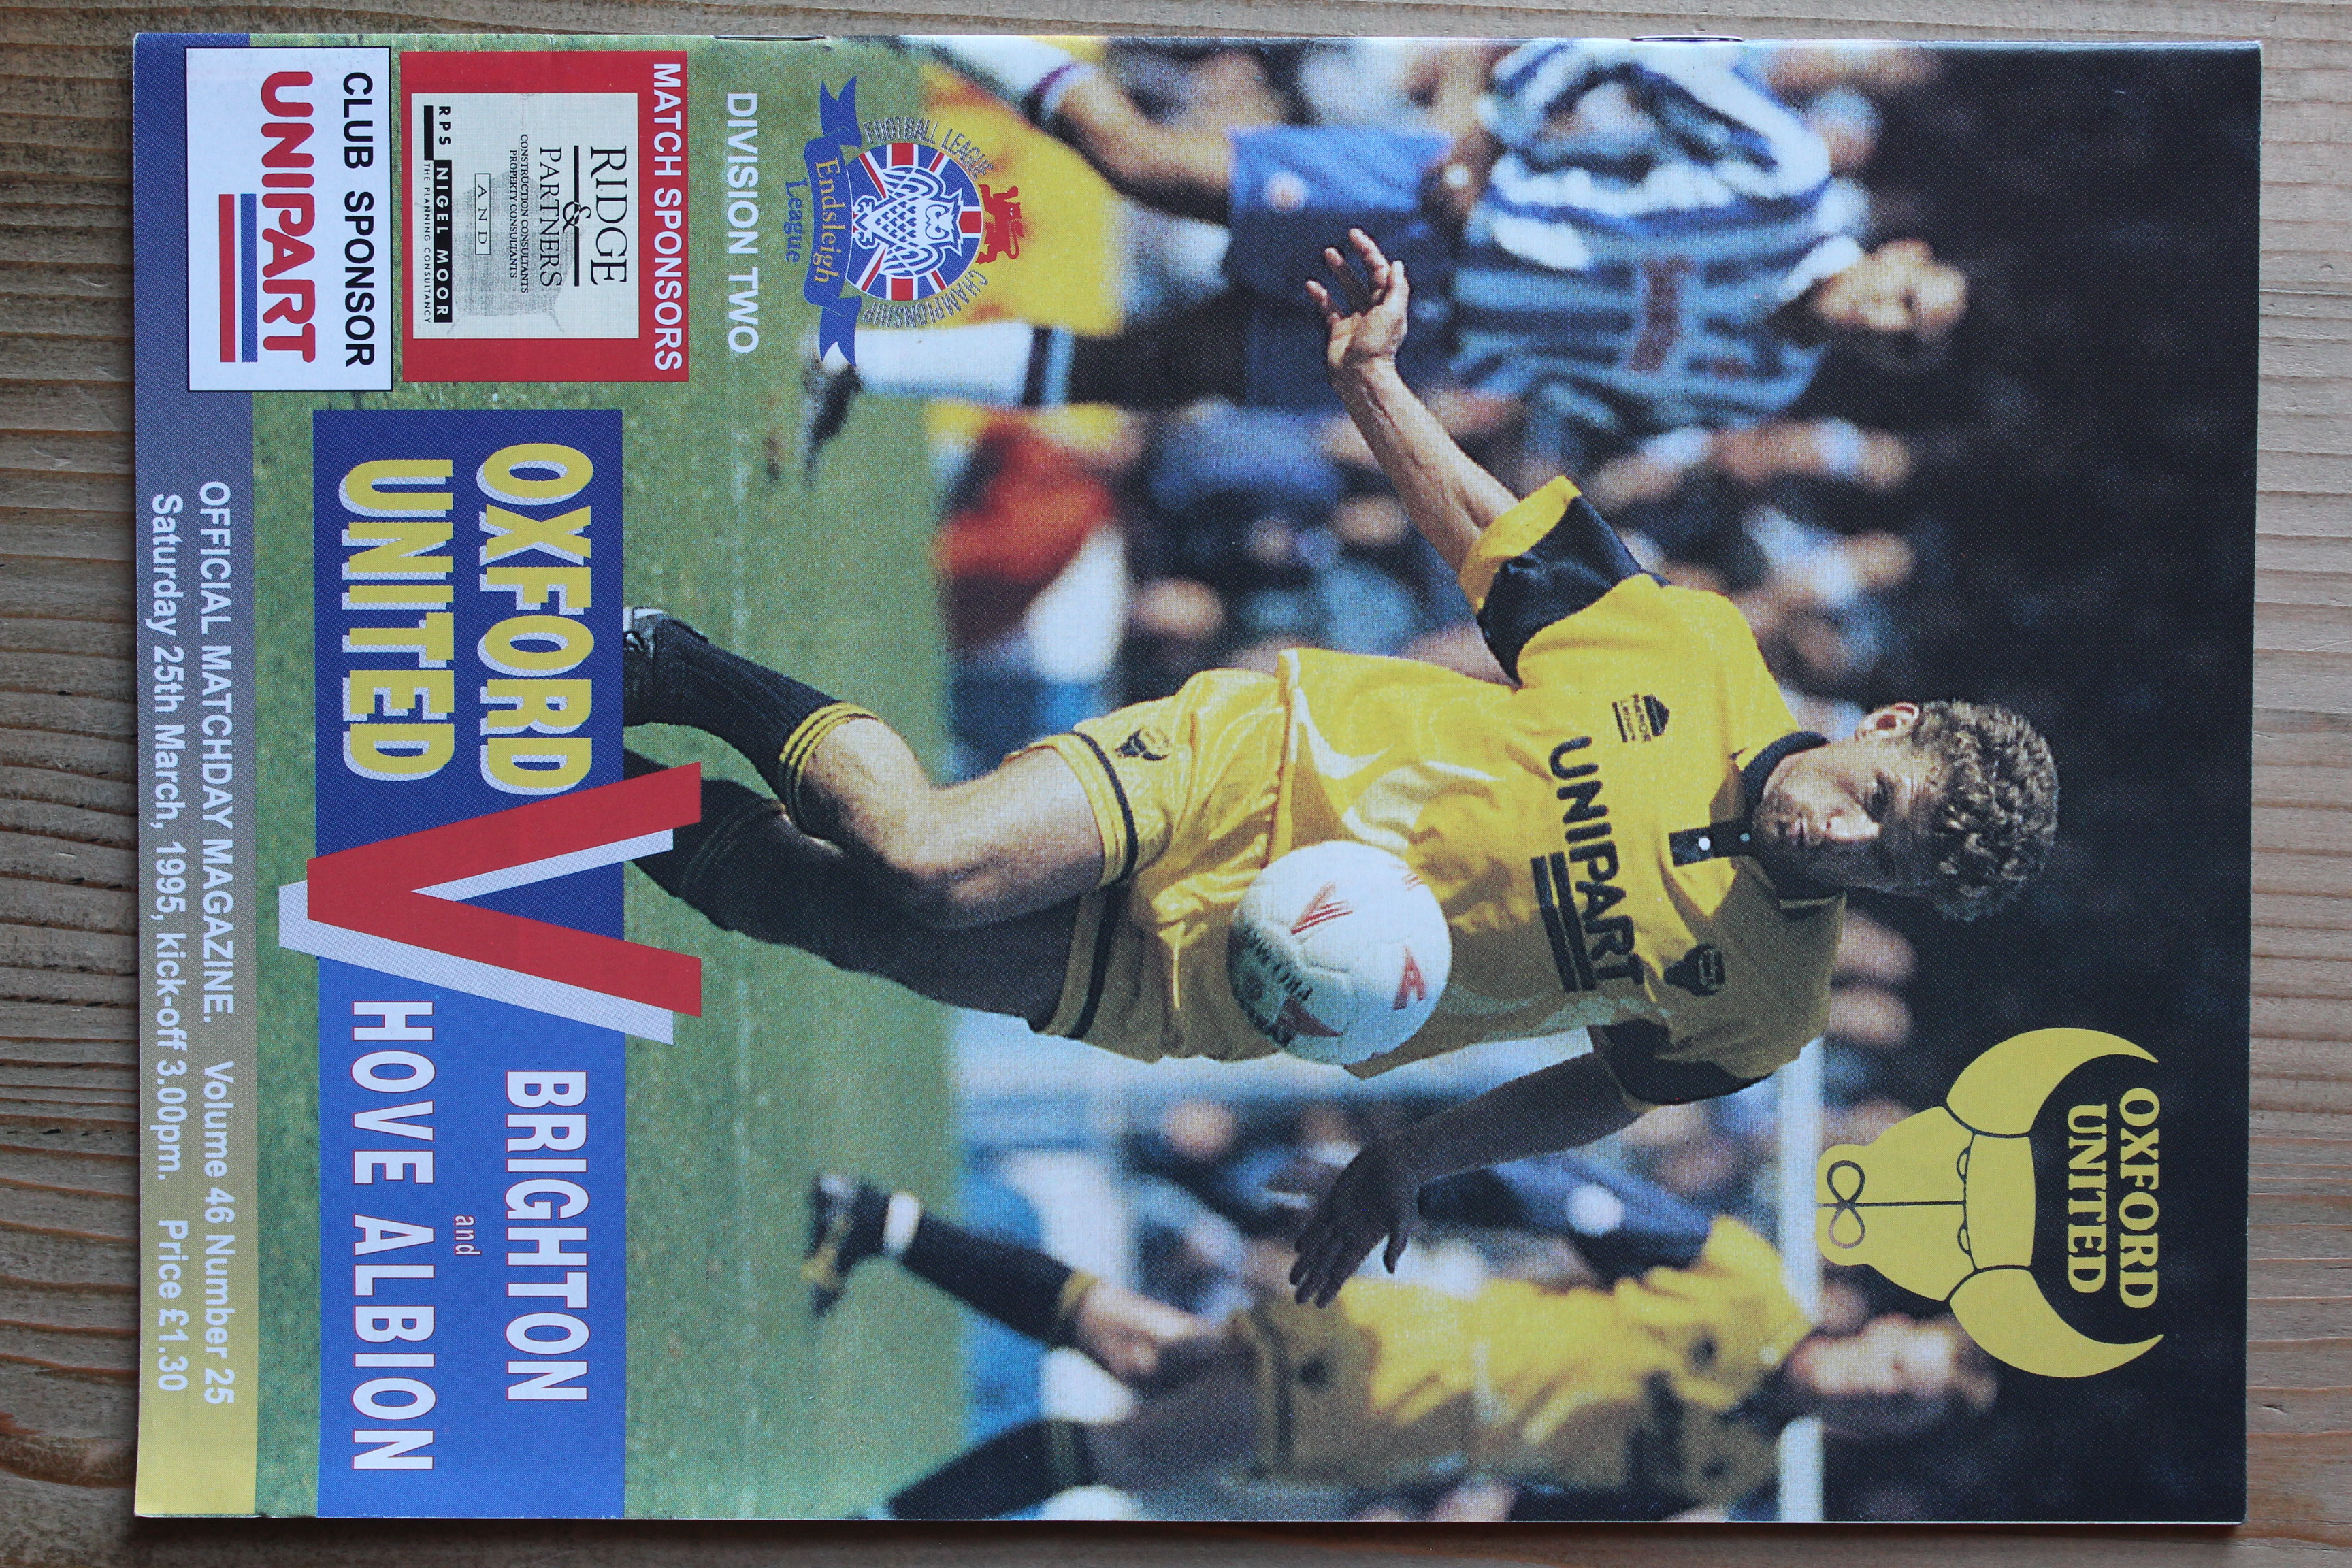 OXFORD
UNITED
UNIPART
DIVISION TWO
FOOTBALL LEAGUE
CHAMPIONSHIP
Endsleigh
League
MATCH SPONSORS
RIDGE
&
PARTNERS
CONSTRUCTION CONSULTANTS
PROPERTY CONSULTANTS
AND
RPS NIGEL MOOR
THE PLANNING CONSULTANCY
CLUB SPONSOR
UNIPART
OXFORD
UNITED
V
BRIGHTON
and
HOVE ALBION
OFFICIAL MATCHDAY MAGAZINE. Volume 46 Number 25
Saturday 25th March, 1995, kick-off 3.00pm. Price £1.30